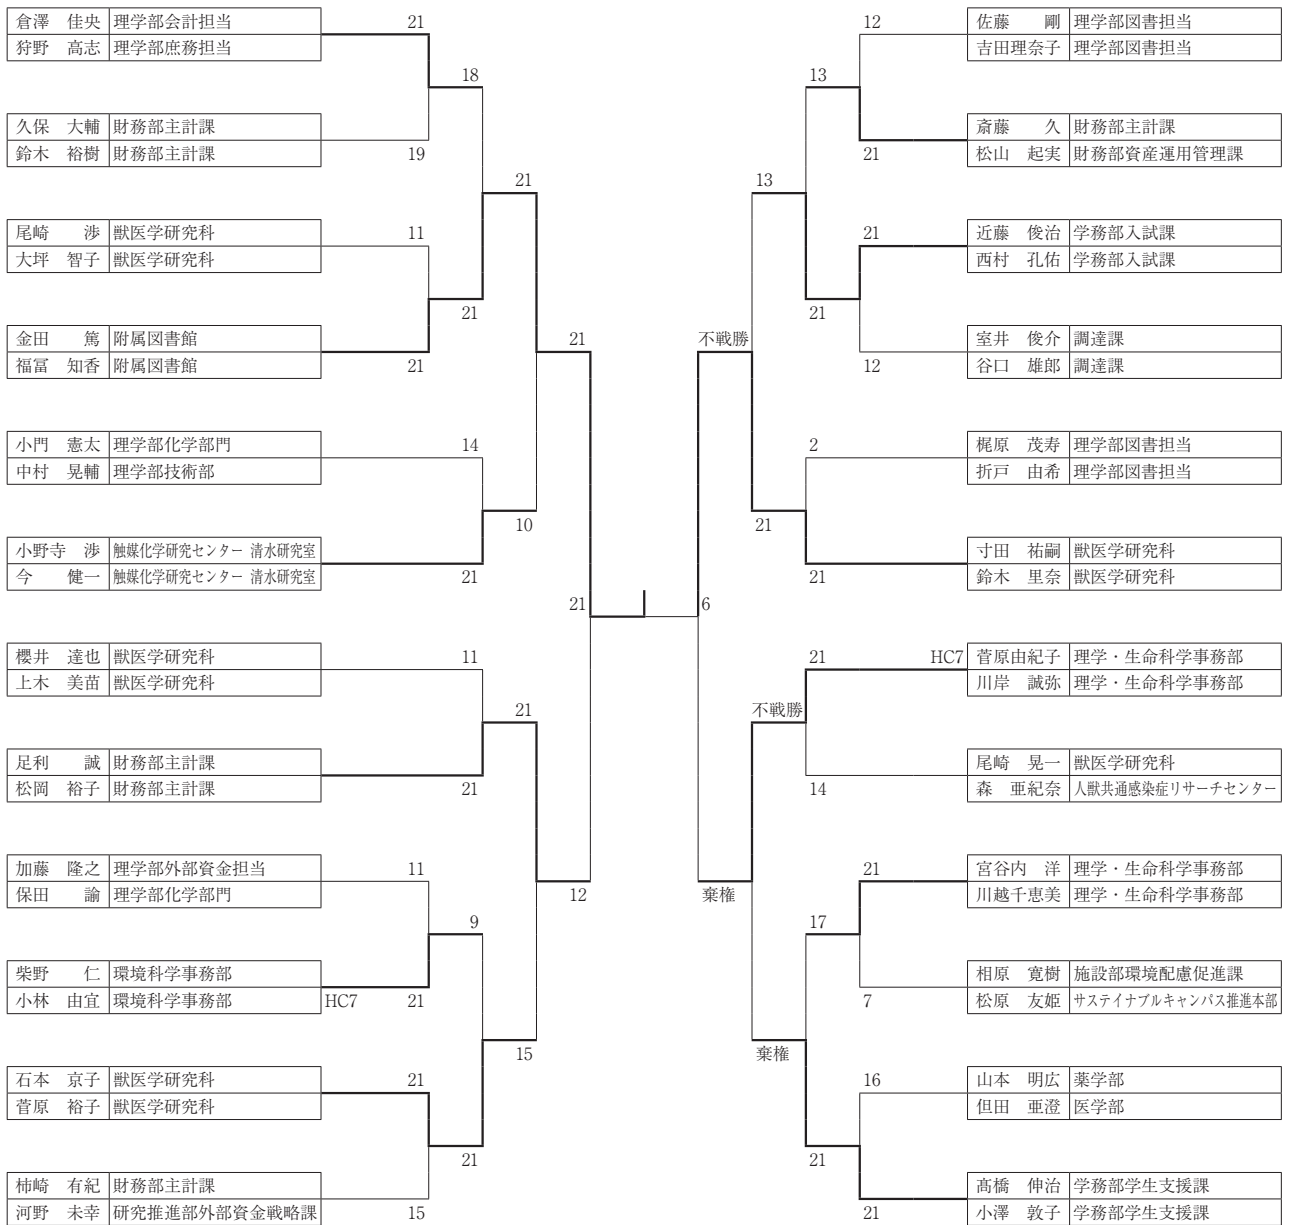 倉澤　佳央 理学部会計担当 21
狩野　高志 理学部庶務担当
18
久保　大輔 財務部主計課
鈴木　裕樹 財務部主計課 19
21
尾崎　　渉 獣医学研究科 11
大坪　智子 獣医学研究科
21
金田　　篤 附属図書館
福冨　知香 附属図書館 21
21
小門　憲太 理学部化学部門 14
中村　晃輔 理学部技術部
10
小野寺　渉 触媒化学研究センター 清水研究室
今　　健一 触媒化学研究センター 清水研究室 21
21
櫻井　達也 獣医学研究科 11
上木　美苗 獣医学研究科
21
足利　　誠 財務部主計課
松岡　裕子 財務部主計課 21
加藤　隆之 理学部外部資金担当 11
保田　　諭 理学部化学部門
12
9
柴野　　仁 環境科学事務部
小林　由宜 環境科学事務部 HC7 21
15
石本　京子 獣医学研究科 21
菅原　裕子 獣医学研究科
21
柿崎　有紀 財務部主計課
河野　未幸 研究推進部外部資金戦略課 15
12 佐藤　　剛 理学部図書担当
吉田理奈子 理学部図書担当
13
斎藤　　久 財務部主計課
21 松山　起実 財務部資産運用管理課
13
21 近藤　俊治 学務部入試課
西村　孔佑 学務部入試課
21
不戦勝 室井　俊介 調達課
12 谷口　雄郎 調達課
2 梶原　茂寿 理学部図書担当
折戸　由希 理学部図書担当
21
寸田　祐嗣 獣医学研究科
21 鈴木　里奈 獣医学研究科
6
21 HC7 菅原由紀子 理学・生命科学事務部
川岸　誠弥 理学・生命科学事務部
不戦勝
尾崎　晃一 獣医学研究科
14 森　亜紀奈 人獣共通感染症リサーチセンター
21 宮谷内　洋 理学・生命科学事務部
川越千恵美 理学・生命科学事務部
棄権
17
相原　寛樹 施設部環境配慮促進課
7 松原　友姫 サステイナブルキャンパス推進本部
棄権
16 山本　明広 薬学部
但田　亜澄 医学部
21
髙橋　伸治 学務部学生支援課
21 小澤　敦子 学務部学生支援課